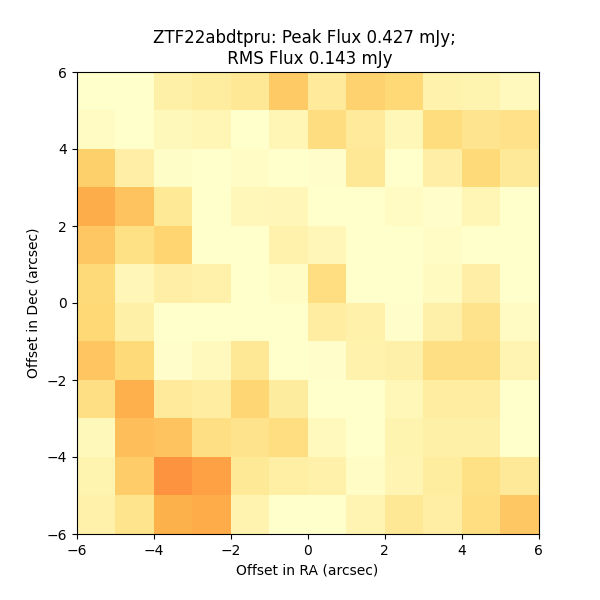 ZTF22abdtpru: Peak Flux 0.427 mJy;
RMS Flux 0.143 mJy
6
4
2
0
−2
−4
−6
Offset in Dec (arcsec)
−6 −4 −2 0 2 4 6
Offset in RA (arcsec)